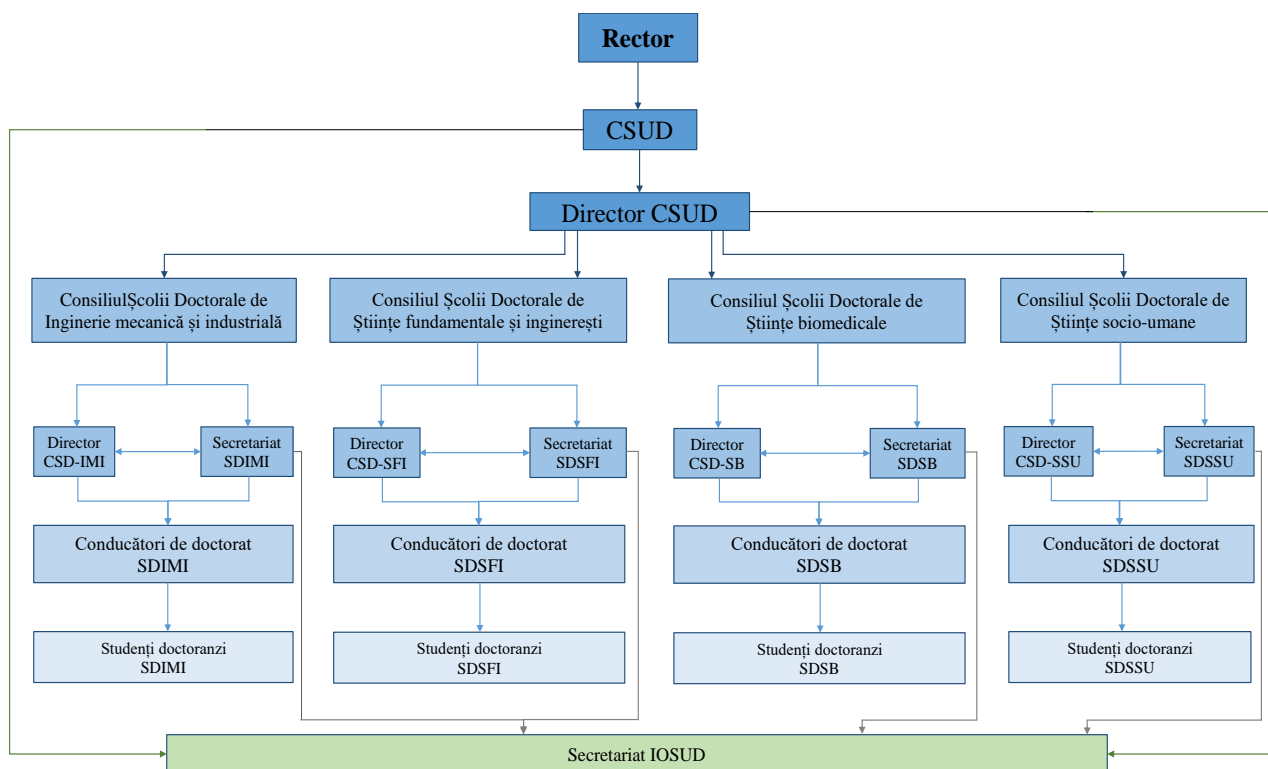 Rector
CSUD
Director CSUD
ConsiliulȘcolii Doctorale de
Inginerie mecanică și industrială
Consiliul Școlii Doctorale de
Științe fundamentale și inginerești
Consiliul Școlii Doctorale de
Științe biomedicale
Consiliul Școlii Doctorale de
Științe socio-umane
Director
CSD-IMI
Secretariat
SDIMI
Director
CSD-SFI
Secretariat
SDSFI
Director
CSD-SB
Secretariat
SDSB
Director
CSD-SSU
Secretariat
SDSSU
Conducători de doctorat
SDIMI
Conducători de doctorat
SDSFI
Conducători de doctorat
SDSB
Conducători de doctorat
SDSSU
Studenți doctoranzi
SDIMI
Studenți doctoranzi
SDSFI
Studenți doctoranzi
SDSB
Studenți doctoranzi
SDSSU
Secretariat IOSUD